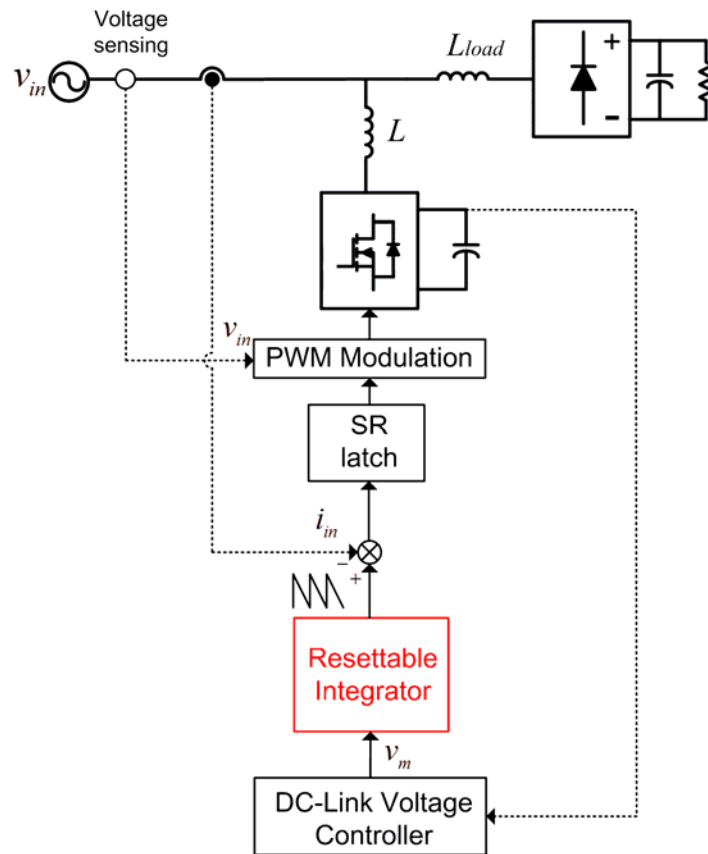 Voltage
sensing
v_in
L_load
+
-
L
v_in
PWM Modulation
SR
latch
i_in
− +
Resettable
Integrator
v_m
DC-Link Voltage
Controller